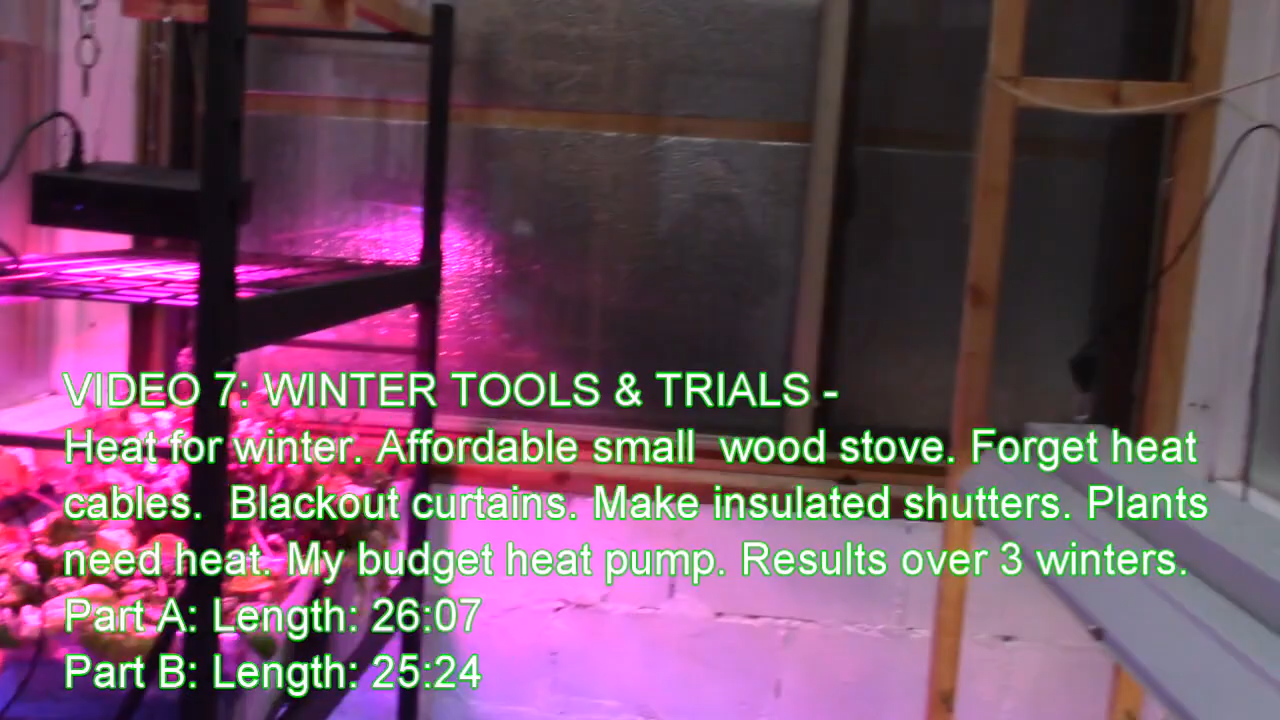 VIDEO 7: WINTER TOOLS & TRIALS -
Heat for winter. Affordable small  wood stove. Forget heat
cables.  Blackout curtains. Make insulated shutters. Plants
need heat. My budget heat pump. Results over 3 winters.
Part A: Length: 26:07
Part B: Length: 25:24